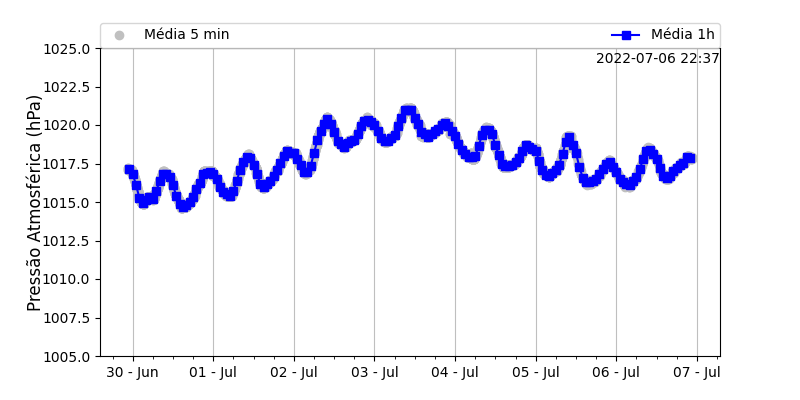 Média 5 min
Média 1h
2022-07-06 22:37
Pressão Atmosférica (hPa)
1025.0
1022.5
1020.0
1017.5
1015.0
1012.5
1010.0
1007.5
1005.0
30 - Jun
01 - Jul
02 - Jul
03 - Jul
04 - Jul
05 - Jul
06 - Jul
07 - Jul